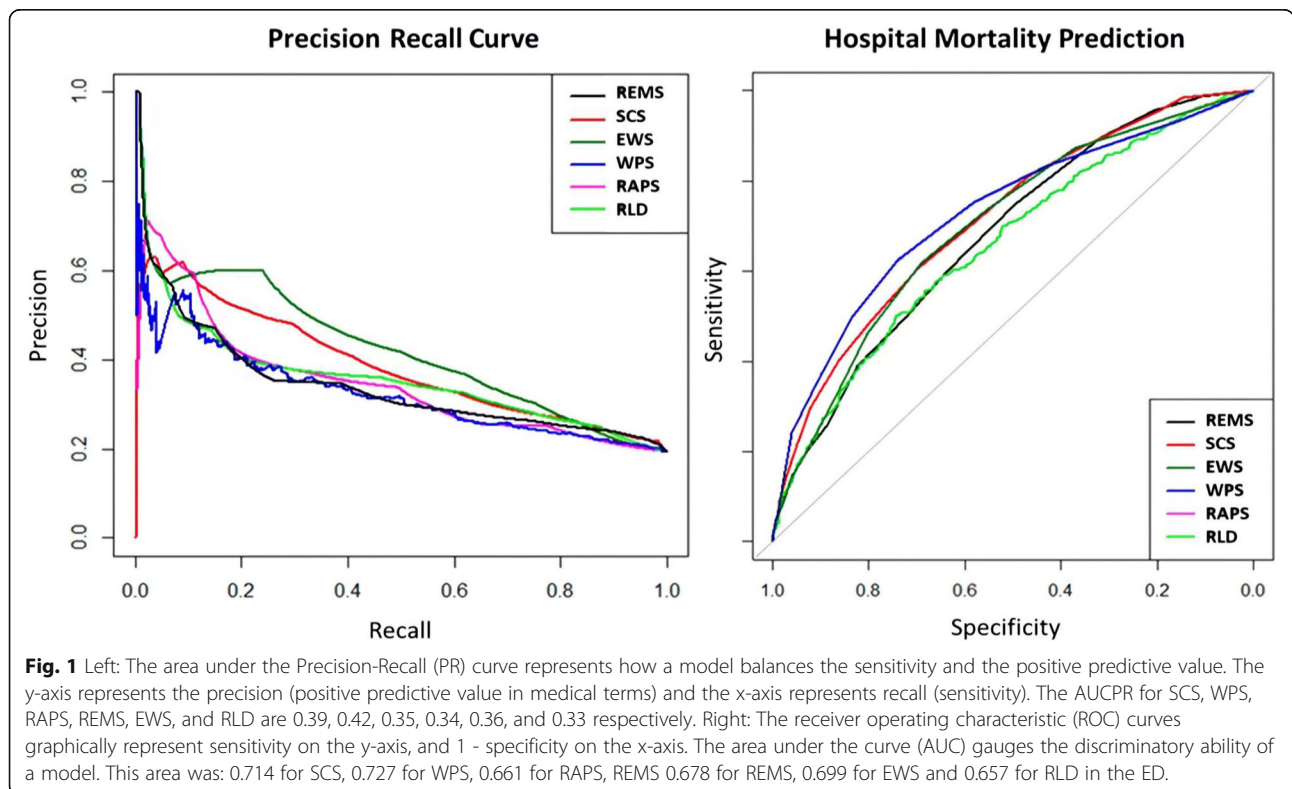 Precision Recall Curve
1.0
0.8
0.6
0.4
0.2
0.0
Precision
REMS
SCS
EWS
WPS
RAPS
RLD
0.0 0.2 0.4 0.6 0.8 1.0
Recall
Hospital Mortality Prediction
Sensitivity
REMS
SCS
EWS
WPS
RAPS
RLD
1.0 0.8 0.6 0.4 0.2 0.0
Specificity
Fig. 1 Left: The area under the Precision-Recall (PR) curve represents how a model balances the sensitivity and the positive predictive value. The
y-axis represents the precision (positive predictive value in medical terms) and the x-axis represents recall (sensitivity). The AUCPR for SCS, WPS,
RAPS, REMS, EWS, and RLD are 0.39, 0.42, 0.35, 0.34, 0.36, and 0.33 respectively. Right: The receiver operating characteristic (ROC) curves
graphically represent sensitivity on the y-axis, and 1 - specificity on the x-axis. The area under the curve (AUC) gauges the discriminatory ability of
a model. This area was: 0.714 for SCS, 0.727 for WPS, 0.661 for RAPS, REMS 0.678 for REMS, 0.699 for EWS and 0.657 for RLD in the ED.